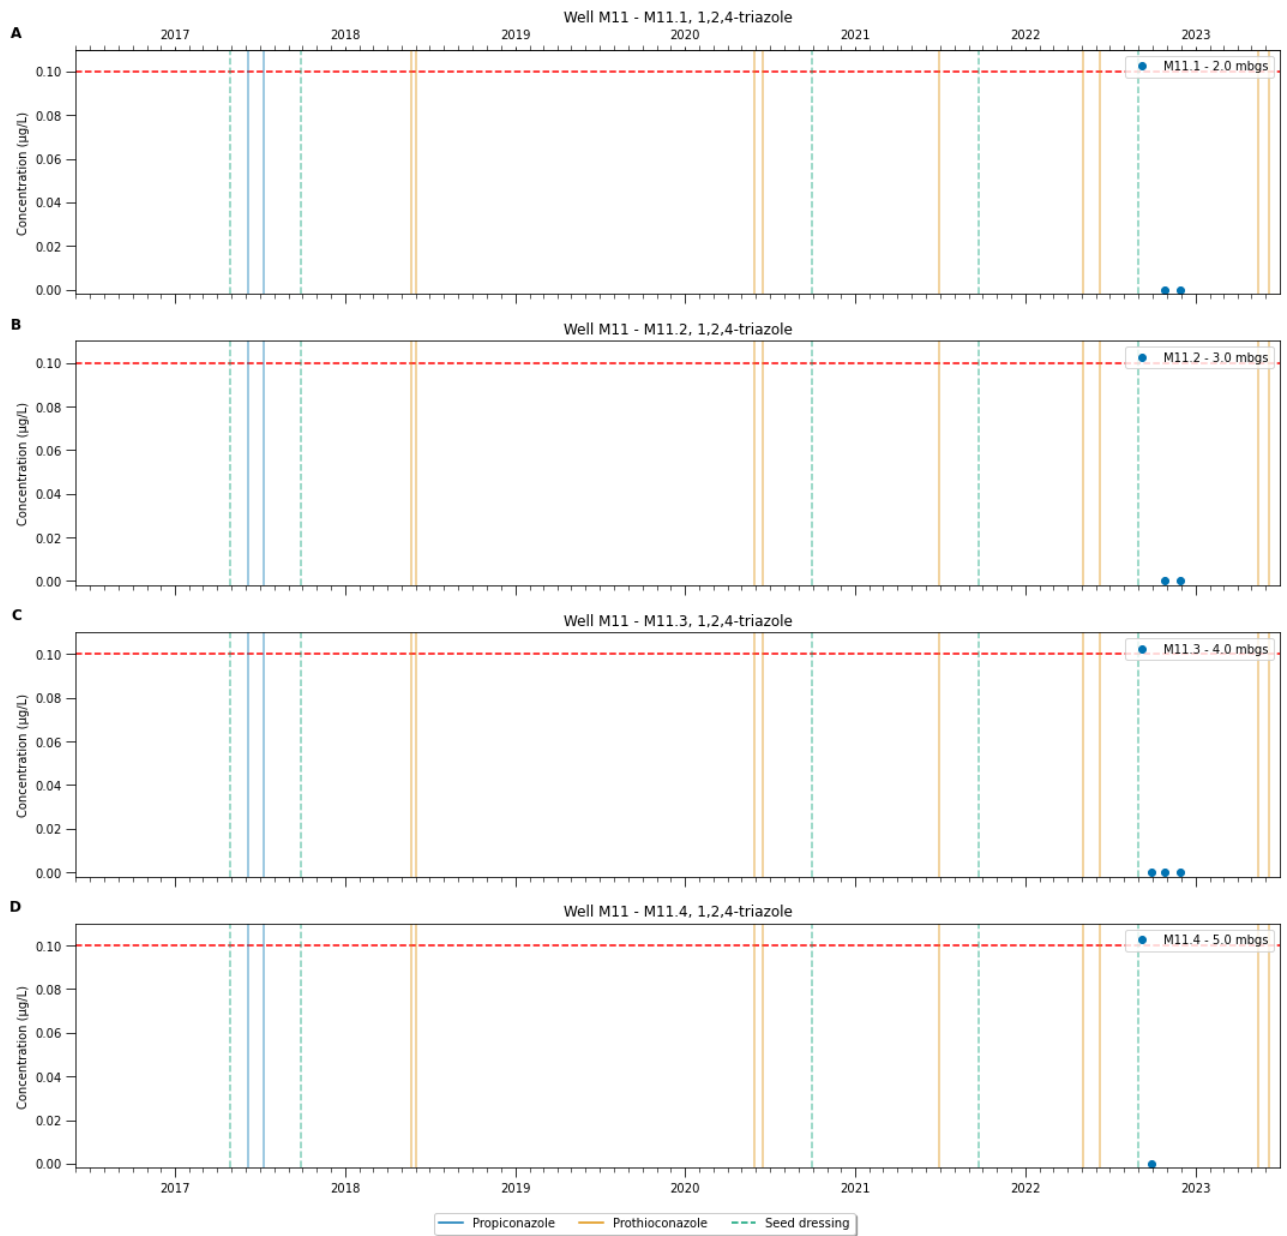 Well M11 - M11.1, 1,2,4-triazole
A
2017 2018 2019 2020 2021 2022 2023
M11.1 - 2.0 mbgs
Concentration (µg/L)
0.10
0.08
0.06
0.04
0.02
0.00
B
Well M11 - M11.2, 1,2,4-triazole
M11.2 - 3.0 mbgs
Concentration (µg/L)
0.10
0.08
0.06
0.04
0.02
0.00
C
Well M11 - M11.3, 1,2,4-triazole
M11.3 - 4.0 mbgs
Concentration (µg/L)
0.10
0.08
0.06
0.04
0.02
0.00
D
Well M11 - M11.4, 1,2,4-triazole
M11.4 - 5.0 mbgs
Concentration (µg/L)
0.10
0.08
0.06
0.04
0.02
0.00
2017 2018 2019 2020 2021 2022 2023
Propiconazole Prothioconazole Seed dressing